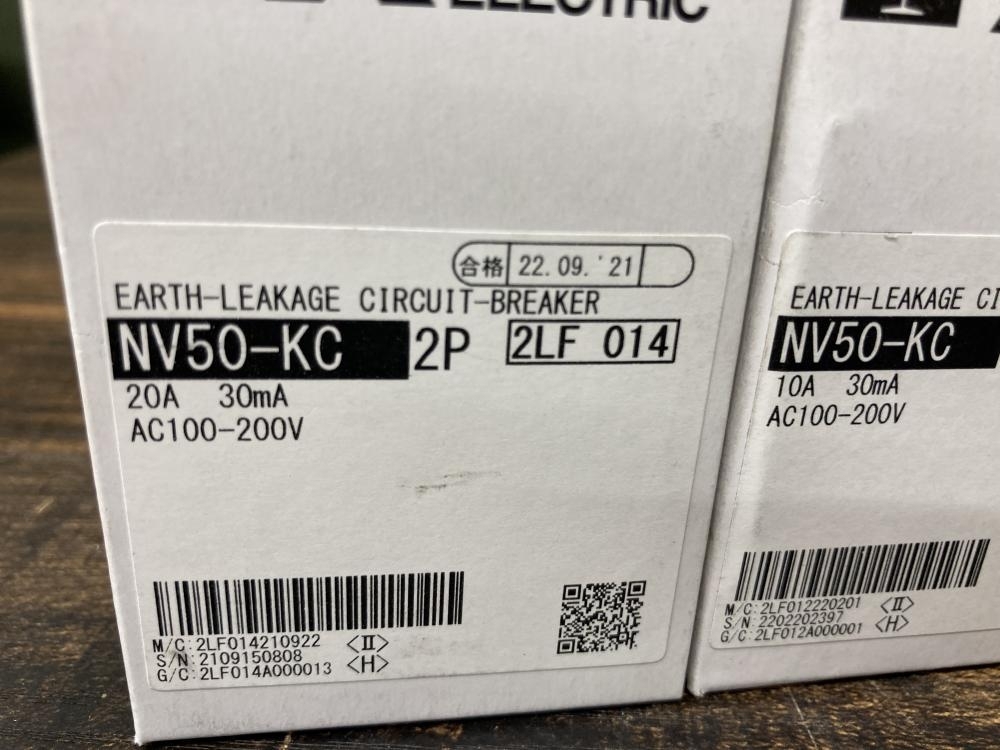 ELECTRIC
合格 22.09.'21
EARTH-LEAKAGE CIRCUIT-BREAKER
NV50-KC 2P 2LF 014
20A 30mA
AC100-200V
M/C:2LF014210922 <II>
S/N:2109150808
G/C:2LF014A000013 <H>
EARTH-LEAKAGE CI
NV50-KC
10A 30mA
AC100-200V
M/C:2LF012220201 <II>
S/N:2202202397
G/C:2LF012A000001 <H>